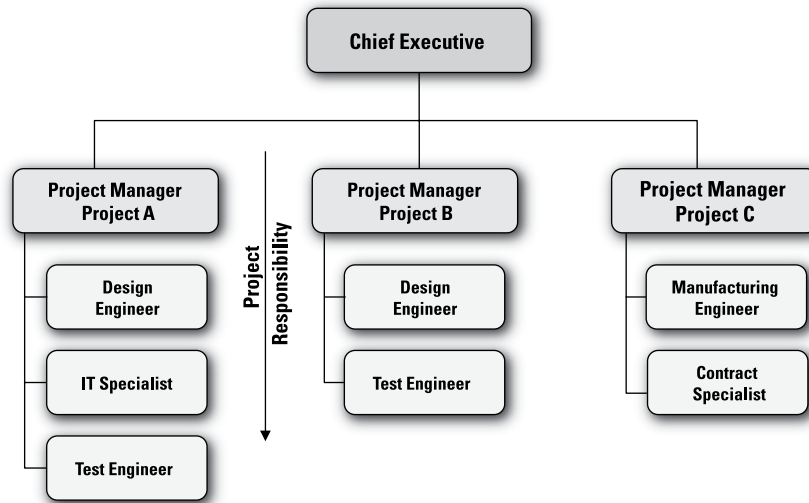 Chief Executive
Project Manager
Project A
Design
Engineer
IT Specialist
Test Engineer
Project
Responsibility
Project Manager
Project B
Design
Engineer
Test Engineer
Project Manager
Project C
Manufacturing
Engineer
Contract
Specialist